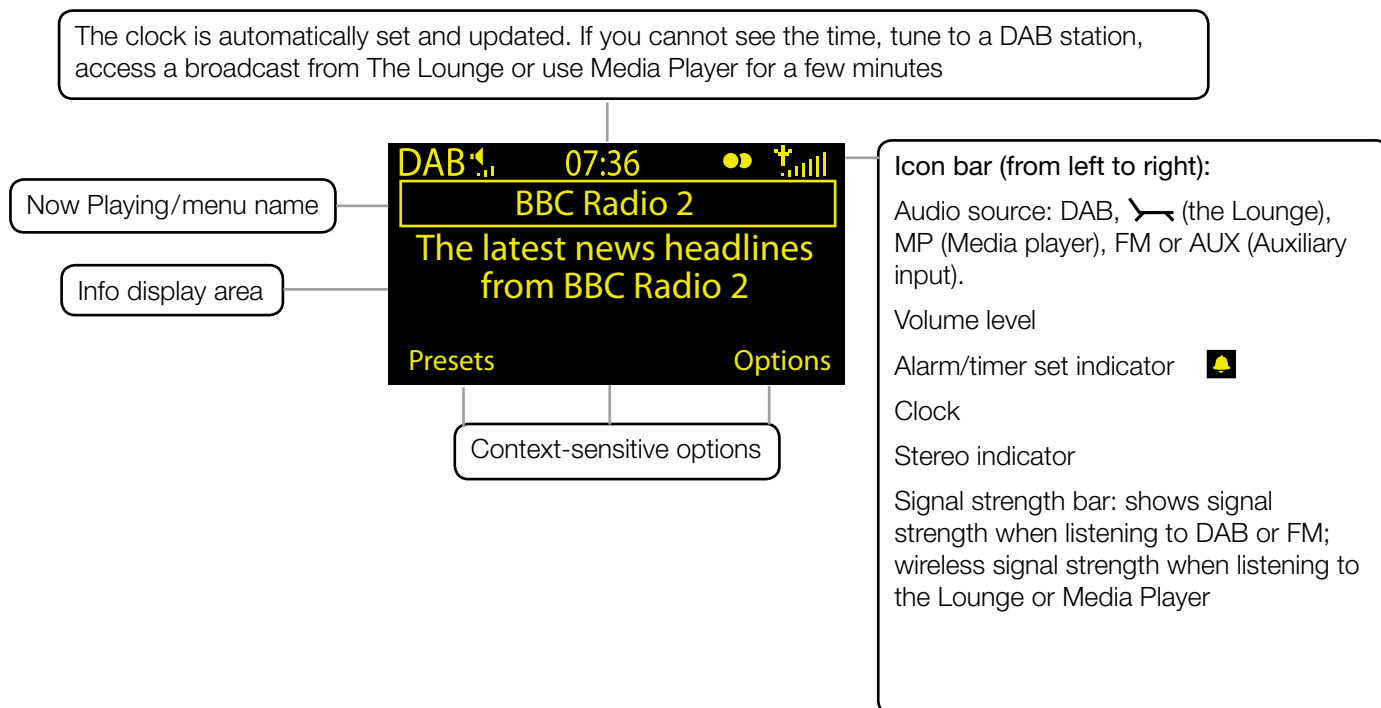 The clock is automatically set and updated. If you cannot see the time, tune to a DAB station,
access a broadcast from The Lounge or use Media Player for a few minutes
DAB 07:36
BBC Radio 2
The latest news headlines
from BBC Radio 2
Presets Options
Now Playing/menu name
Info display area
Context-sensitive options
Icon bar (from left to right):
Audio source: DAB, (the Lounge),
MP (Media player), FM or AUX (Auxiliary
input).
Volume level
Alarm/timer set indicator
Clock
Stereo indicator
Signal strength bar: shows signal
strength when listening to DAB or FM;
wireless signal strength when listening to
the Lounge or Media Player